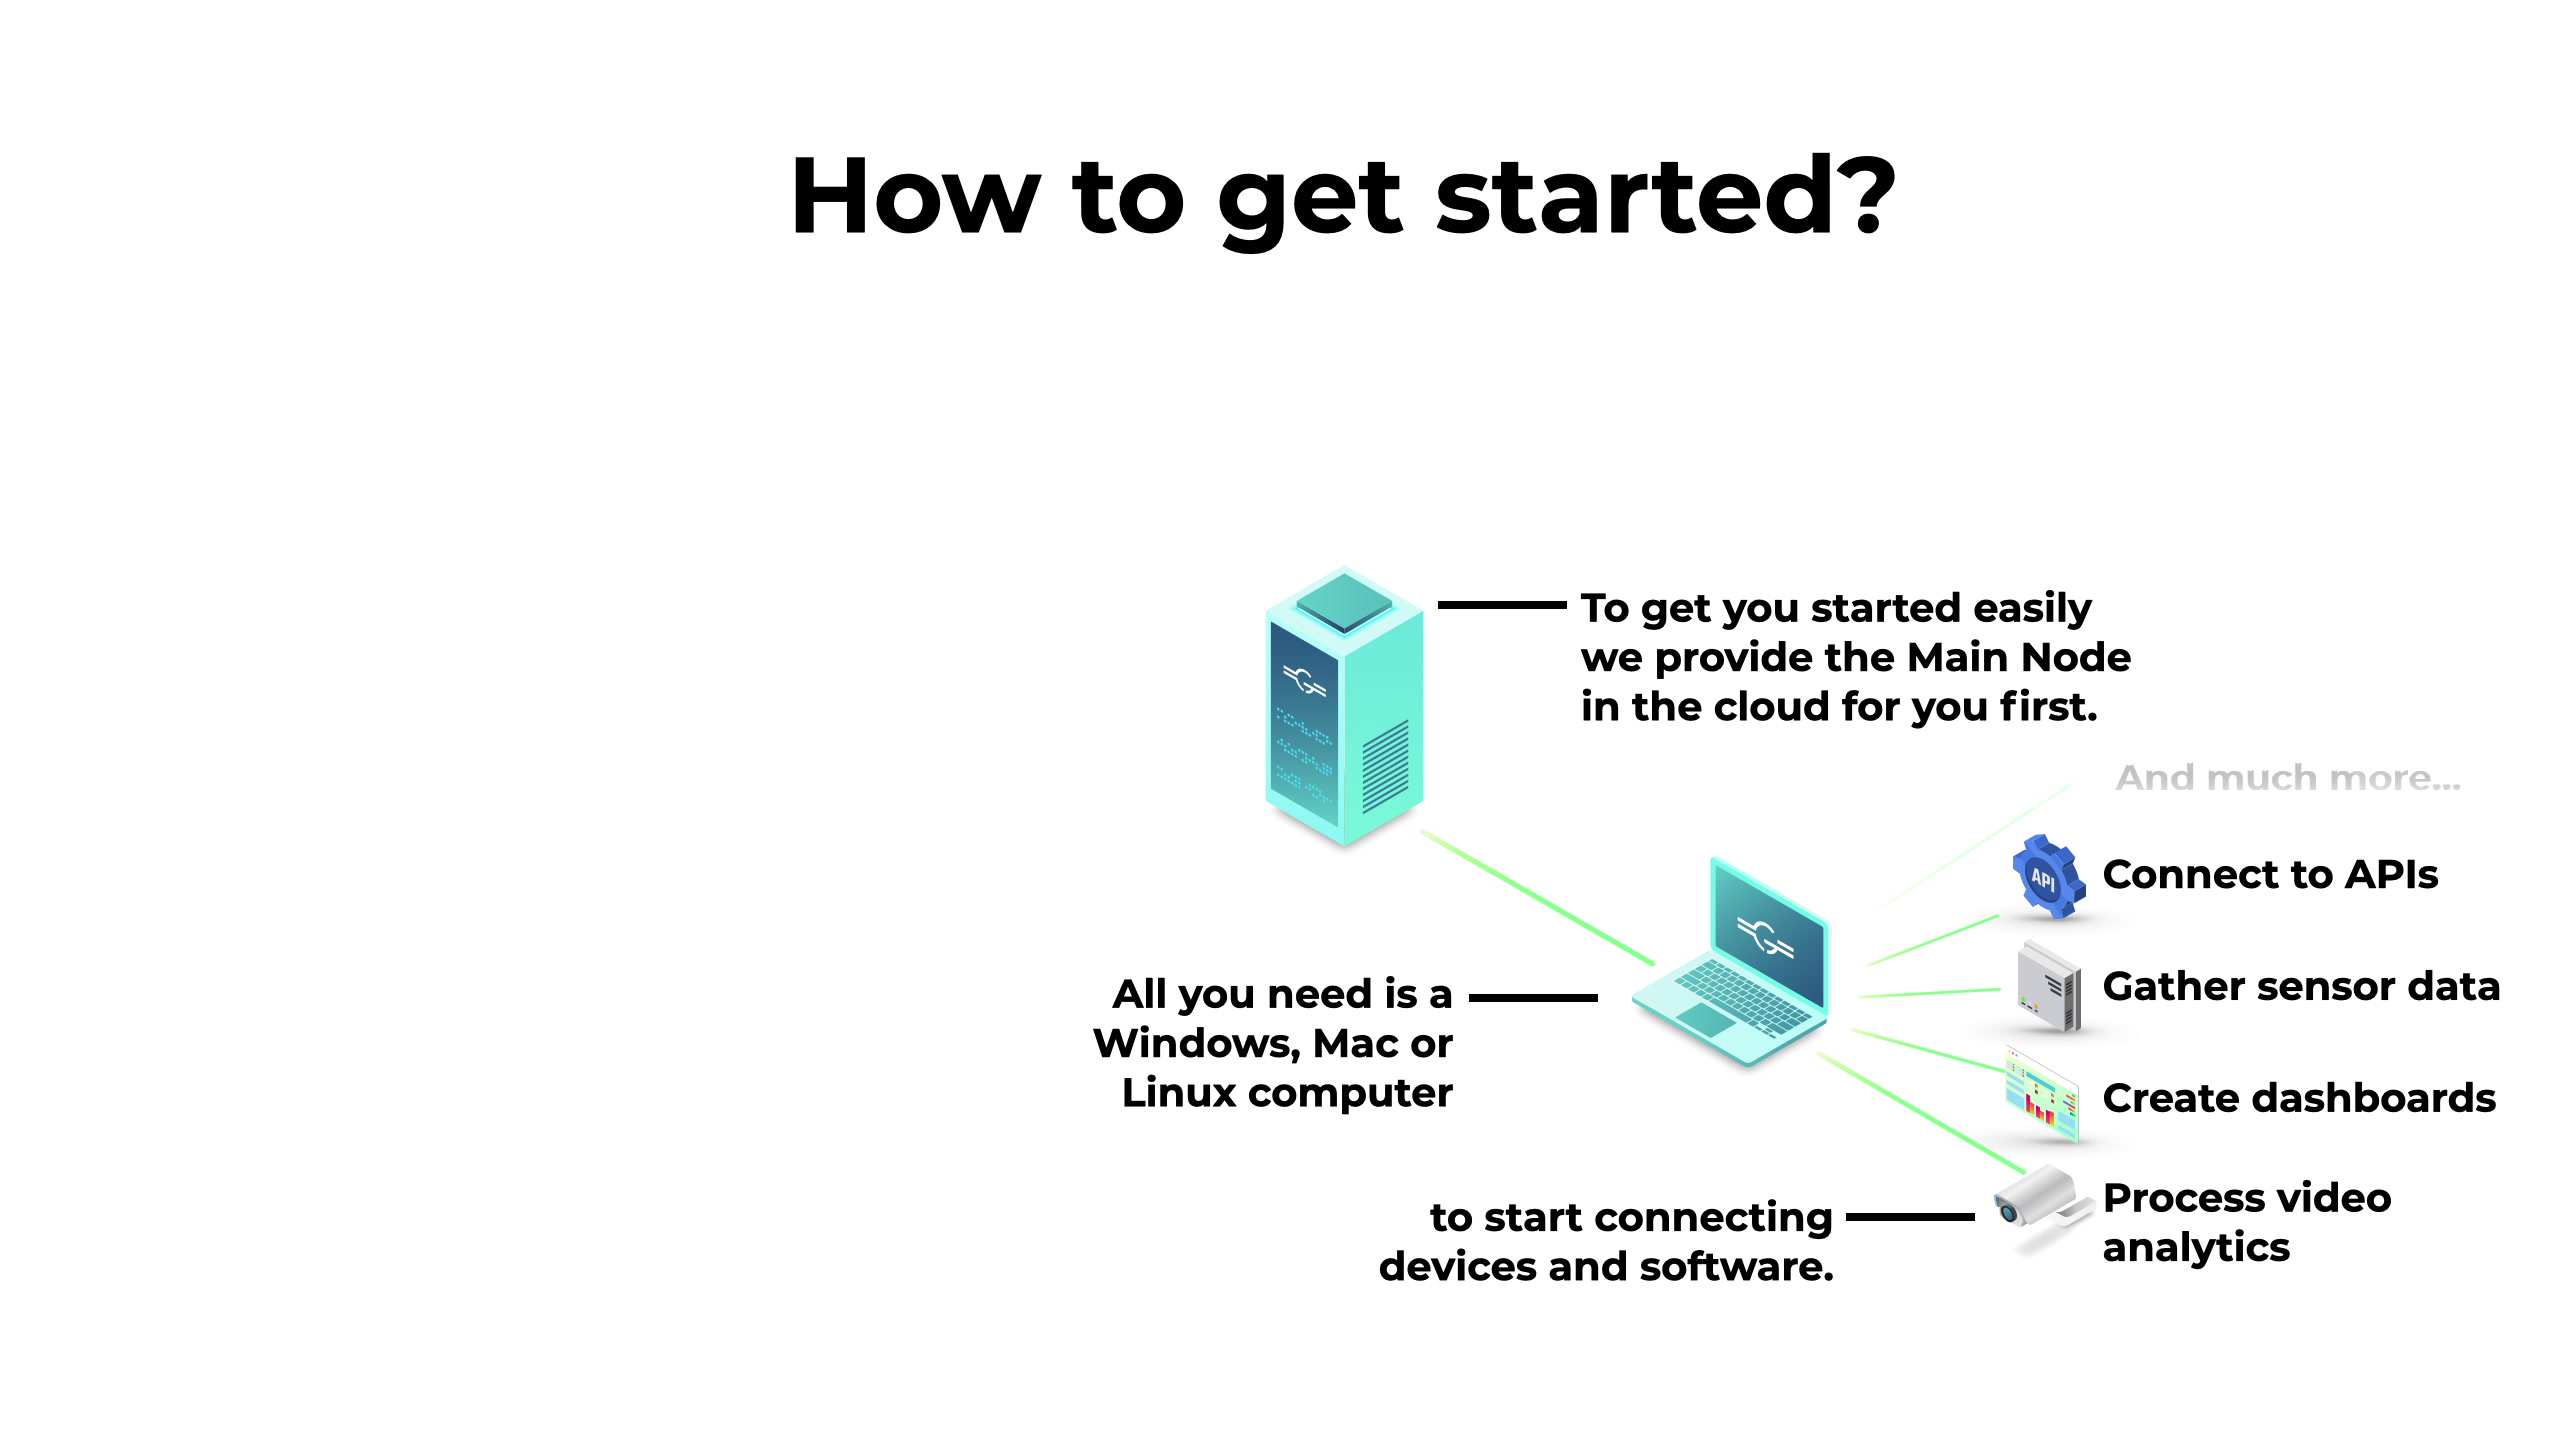 How to get started?
To get you started easily
we provide the Main Node
in the cloud for you first.
And much more...
API
Connect to APIs
All you need is a
Windows, Mac or
Linux computer
Gather sensor data
Create dashboards
to start connecting
devices and software.
Process video
analytics